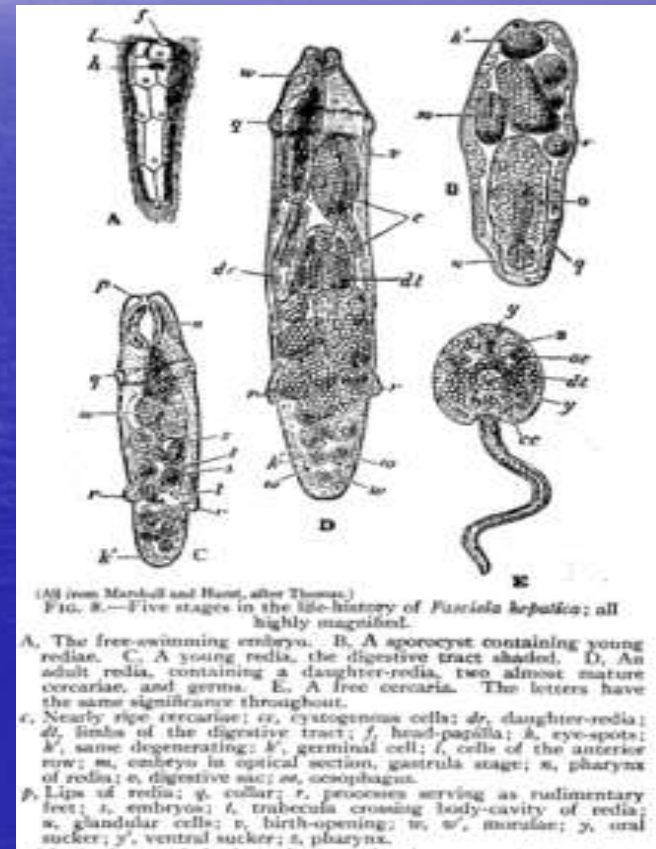 f
l
h
A
w
q
v
e
dr
dt
r
r
k'
w
w
w
D
k'
m
r
B
o
q
u
p
u
q
s
t
s
l
r
r
k'
C
y
z
oe
dt
y
cc
E
(All from Marshall and Hurst, after Thomas.)
FIG. 8.—Five stages in the life-history of Fasciola hepatica; all
highly magnified.
A, The free-swimming embryo. B, A sporocyst containing young
rediae. C, A young redia, the digestive tract shaded. D, An
adult redia, containing a daughter-redia, two almost mature
cercariae, and germs. E, A free cercaria. The letters have
the same significance throughout.
c, Nearly ripe cercariae; cc, cystogenous cells; dr, daughter-redia;
dt, limbs of the digestive tract; f, head-papilla; h, eye-spots;
h', same degenerating; k', germinal cell; l, cells of the anterior
row; m, embryo in optical section, gastrula stage; n, pharynx
of redia; o, digestive sac; oe, oesophagus.
p, Lips of redia; q, collar; r, processes serving as rudimentary
feet; s, embryos; t, trabecula crossing body-cavity of redia;
u, glandular cells; v, birth-opening; w, w', morulae; y, oral
sucker; y', ventral sucker; z, pharynx.